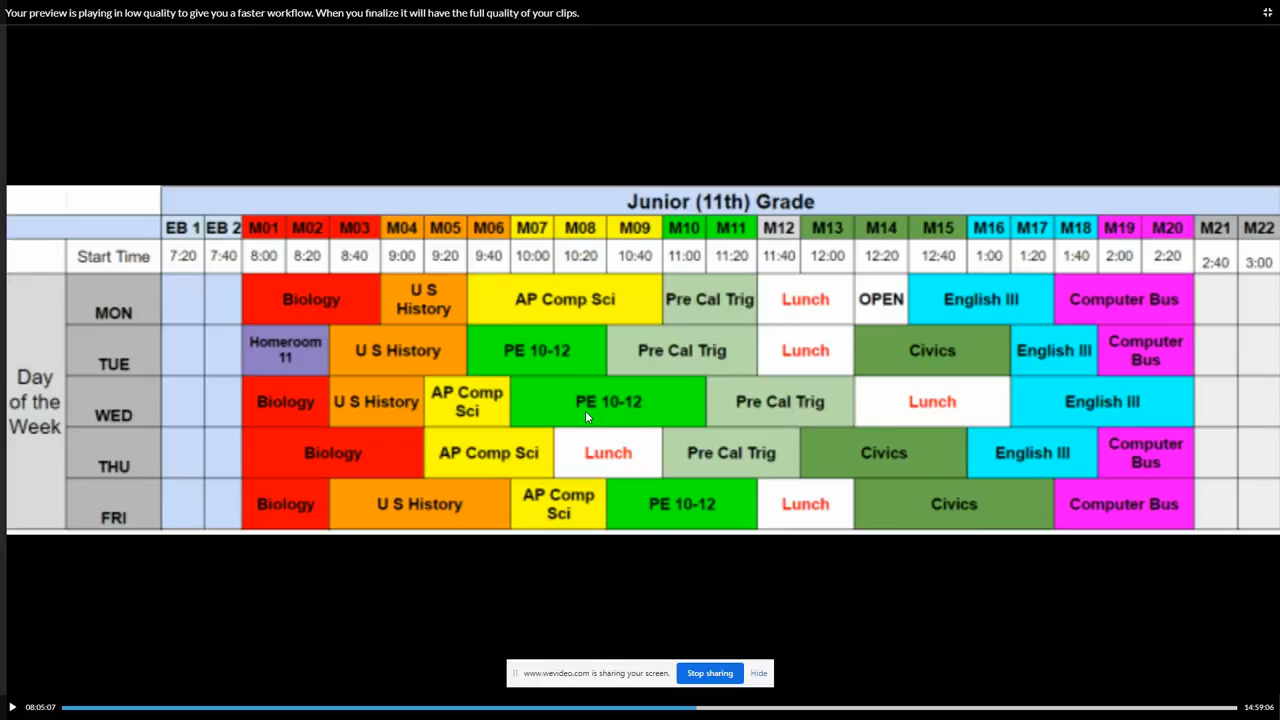 Your preview is playing in low quality to give you a faster workflow. When you finalize it will have the full quality of your clips.
Junior (11th) Grade
EB 1 EB 2 M01 M02 M03 M04 M05 M06 M07 M08 M09 M10 M11 M12 M13 M14 M15 M16 M17 M18 M19 M20 M21 M22
Start Time 7:20 7:40 8:00 8:20 8:40 9:00 9:20 9:40 10:00 10:20 10:40 11:00 11:20 11:40 12:00 12:20 12:40 1:00 1:20 1:40 2:00 2:20 2:40 3:00
Day
of the
Week
MON Biology U S History AP Comp Sci Pre Cal Trig Lunch OPEN English III Computer Bus
TUE Homeroom 11 U S History PE 10-12 Pre Cal Trig Lunch Civics English III Computer Bus
WED Biology U S History AP Comp Sci PE 10-12 Pre Cal Trig Lunch English III
THU Biology AP Comp Sci Lunch Pre Cal Trig Civics English III Computer Bus
FRI Biology U S History AP Comp Sci PE 10-12 Lunch Civics Computer Bus
www.wevideo.com is sharing your screen. Stop sharing Hide
08:05:07 14:59:06